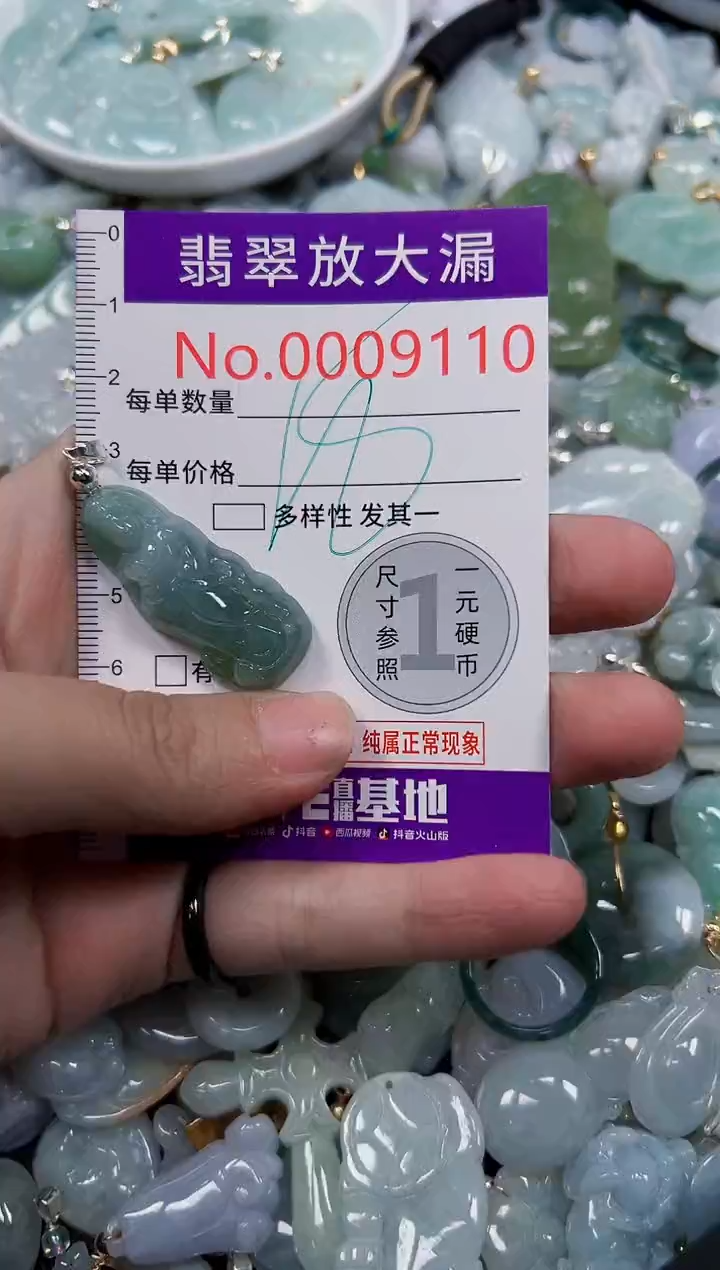 0
翡翠放大漏
1
No.0009110
2
每单数量
3
每单价格
多样性 发其一
5
尺寸参照
1
一元硬币
6
有
纯属正常现象
直播基地
抖音 西瓜视频 抖音火山版